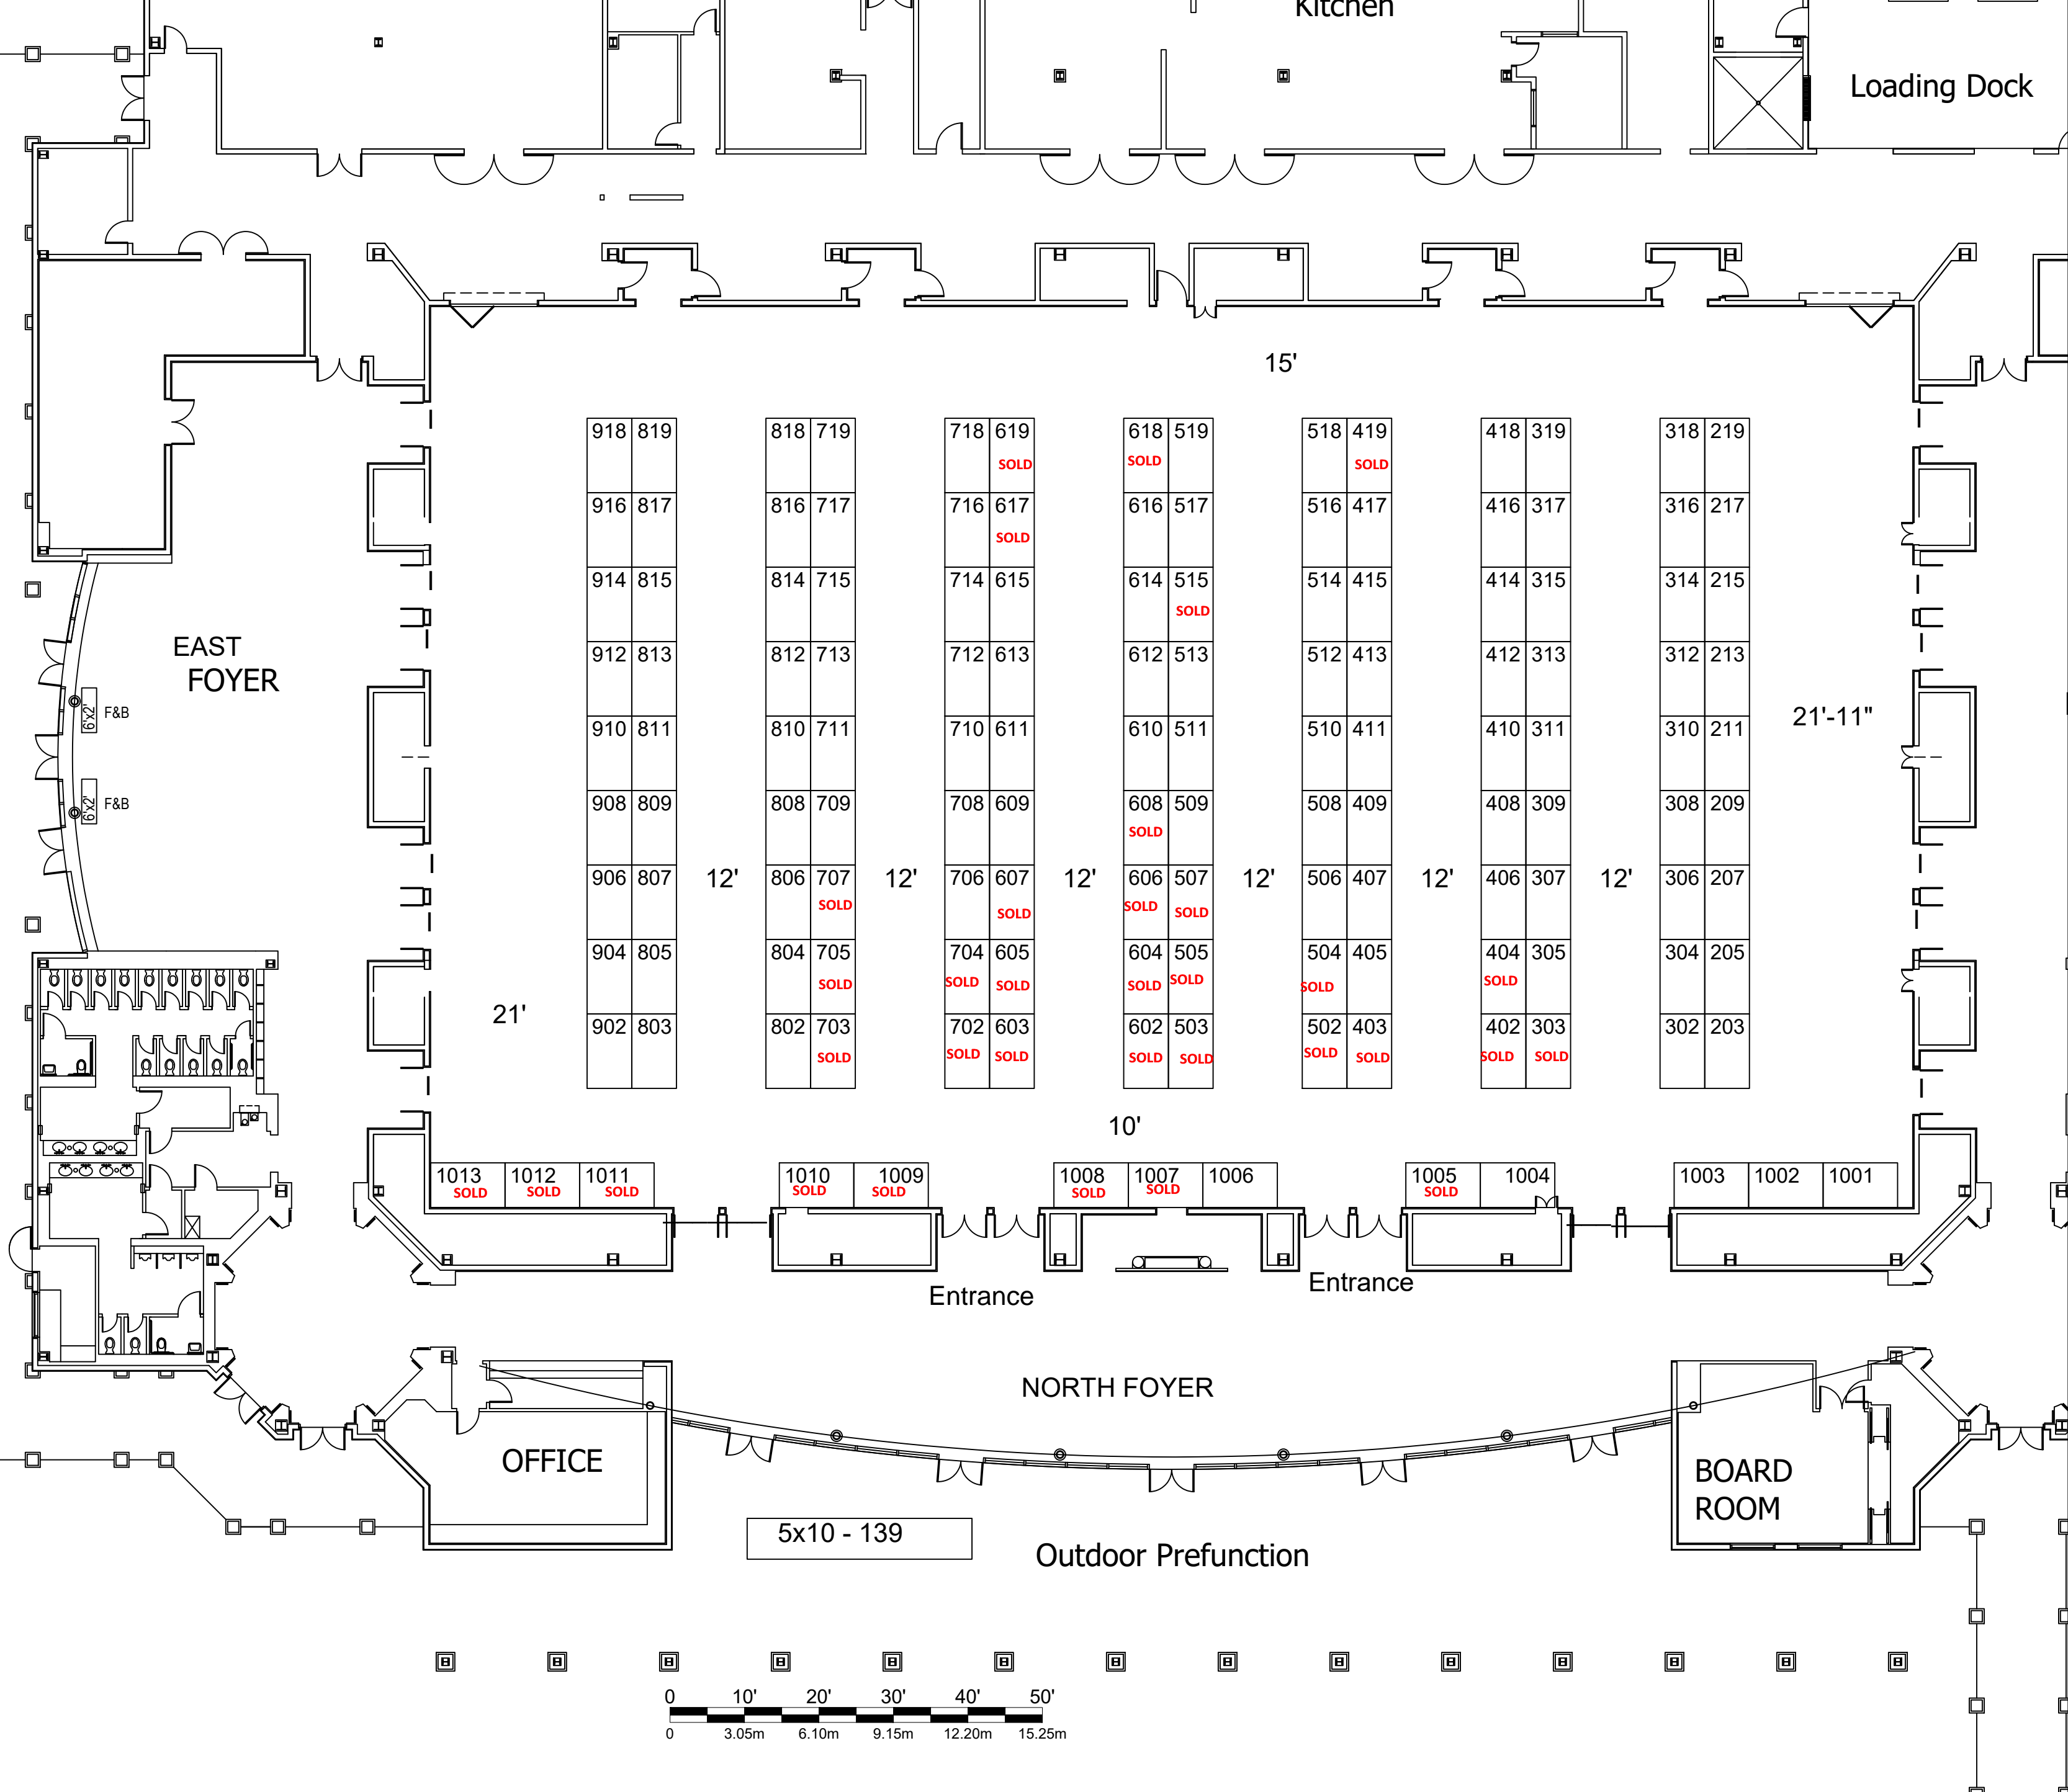 Kitchen
Loading Dock
15'
918 819 818 719 718 619 618 519 518 419 418 319 318 219
SOLD SOLD SOLD
916 817 816 717 716 617 616 517 516 417 416 317 316 217
SOLD
914 815 814 715 714 615 614 515 514 415 414 315 314 215
SOLD
EAST
FOYER
912 813 812 713 712 613 612 513 512 413 412 313 312 213
6'x2' F&B
21'-11"
910 811 810 711 710 611 610 511 510 411 410 311 310 211
6'x2' F&B
908 809 808 709 708 609 608 509 508 409 408 309 308 209
SOLD
906 807 12' 806 707 12' 706 607 12' 606 507 12' 506 407 12' 406 307 12' 306 207
SOLD SOLD SOLD SOLD
904 805 804 705 704 605 604 505 504 405 404 305 304 205
SOLD SOLD SOLD SOLD SOLD SOLD SOLD
21'
902 803 802 703 702 603 602 503 502 403 402 303 302 203
SOLD SOLD SOLD SOLD SOLD SOLD SOLD SOLD SOLD
10'
1013 1012 1011 1010 1009 1008 1007 1006 1005 1004 1003 1002 1001
SOLD SOLD SOLD SOLD SOLD SOLD SOLD SOLD
Entrance
Entrance
NORTH FOYER
OFFICE
BOARD
ROOM
5x10 - 139
Outdoor Prefunction
0 10' 20' 30' 40' 50'
0 3.05m 6.10m 9.15m 12.20m 15.25m